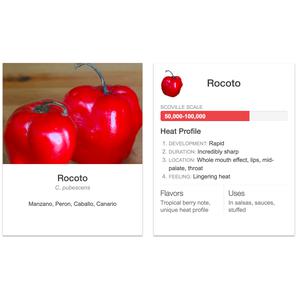 Rocoto
C. pubescens
Manzano, Peron, Caballo, Canario
Rocoto
SCOVILLE SCALE
50,000-100,000
Heat Profile
1. DEVELOPMENT: Rapid
2. DURATION: Incredibly sharp
3. LOCATION: Whole mouth effect, lips, mid-
palate, throat
4. FEELING: Lingering heat
Flavors
Tropical berry note,
unique heat profile
Uses
In salsas, sauces,
stuffed